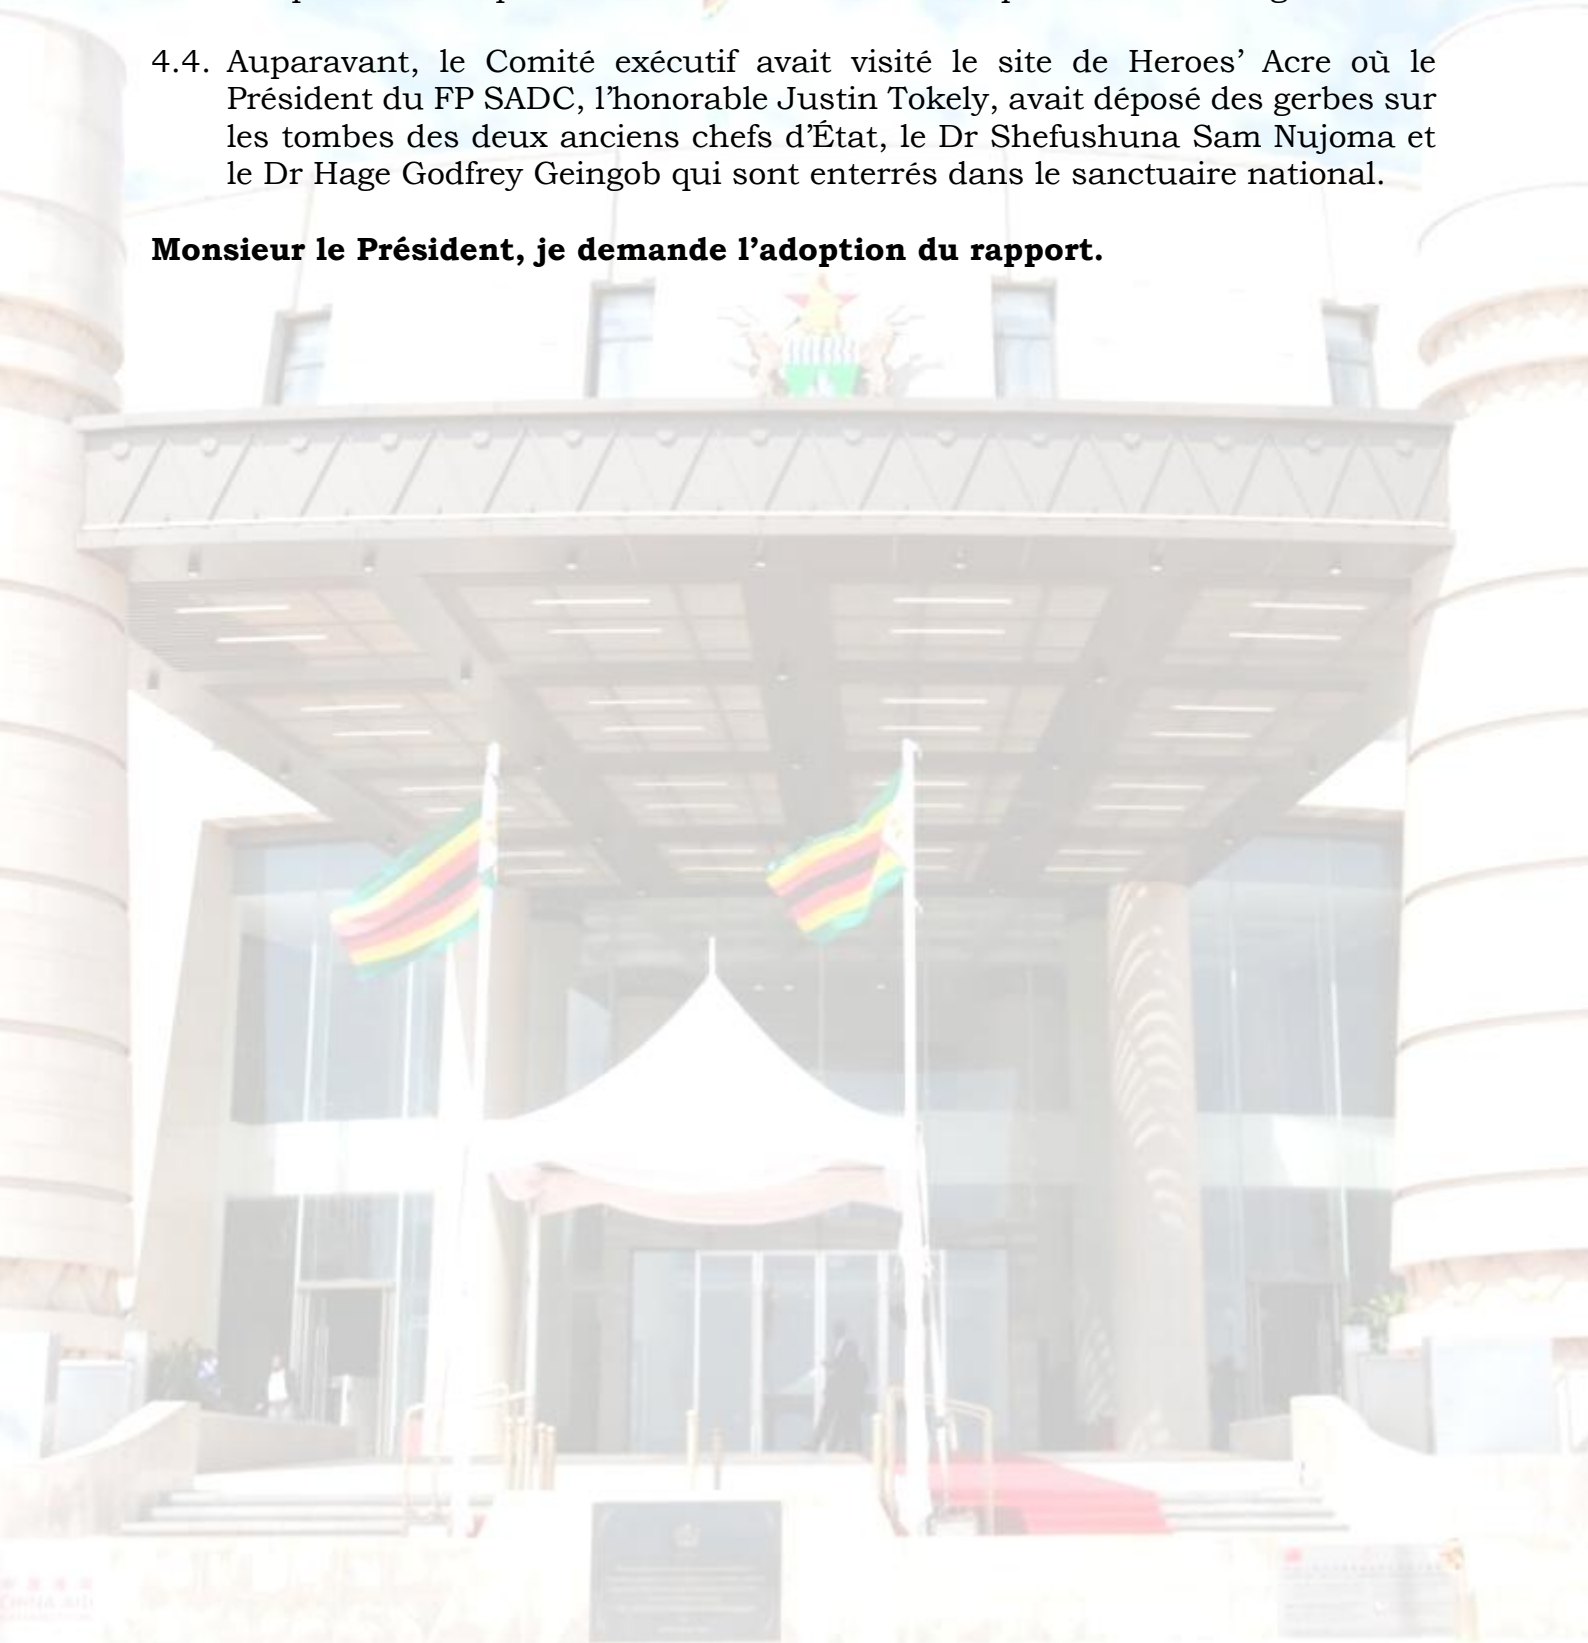 4.4. Auparavant, le Comité exécutif avait visité le site de Heroes’ Acre où le
Président du FP SADC, l’honorable Justin Tokely, avait déposé des gerbes sur
les tombes des deux anciens chefs d’État, le Dr Shefushuna Sam Nujoma et
le Dr Hage Godfrey Geingob qui sont enterrés dans le sanctuaire national.
Monsieur le Président, je demande l’adoption du rapport.